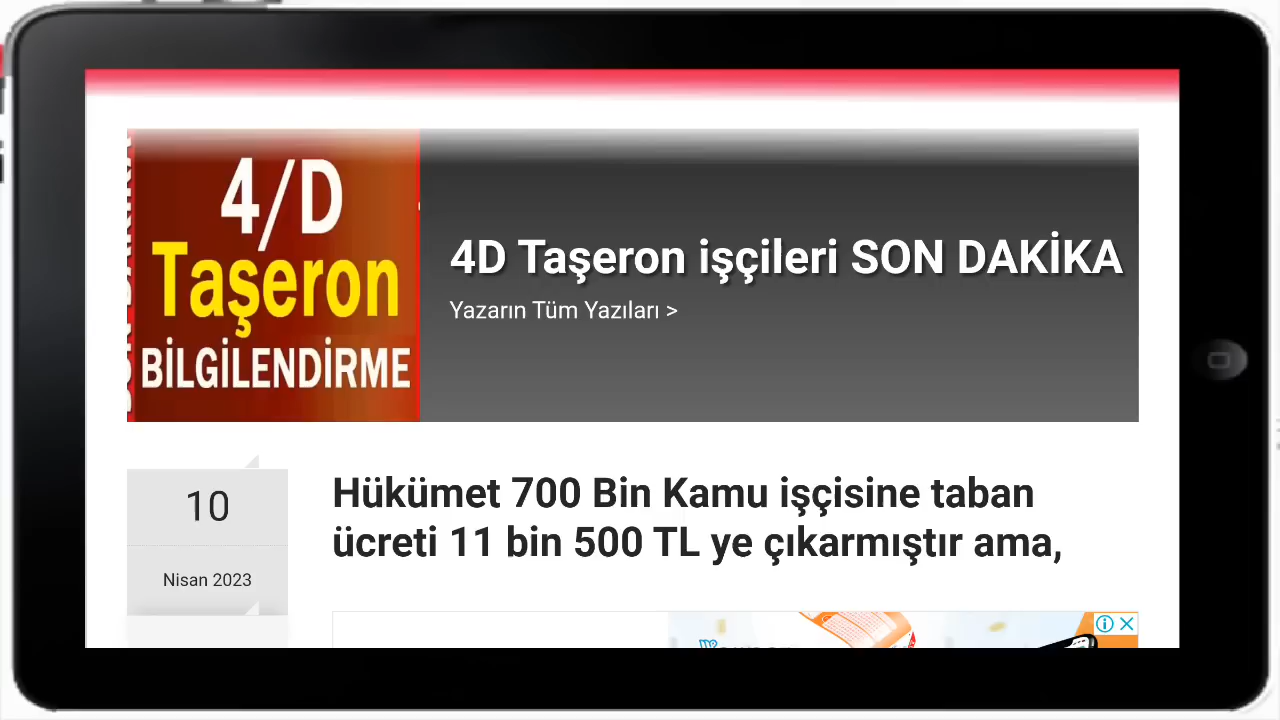 4/D
Taşeron
BİLGİLENDİRME
4D Taşeron işçileri SON DAKİKA
Yazarın Tüm Yazıları >
10
Nisan 2023
Hükümet 700 Bin Kamu işçisine taban
ücreti 11 bin 500 TL ye çıkarmıştır ama,